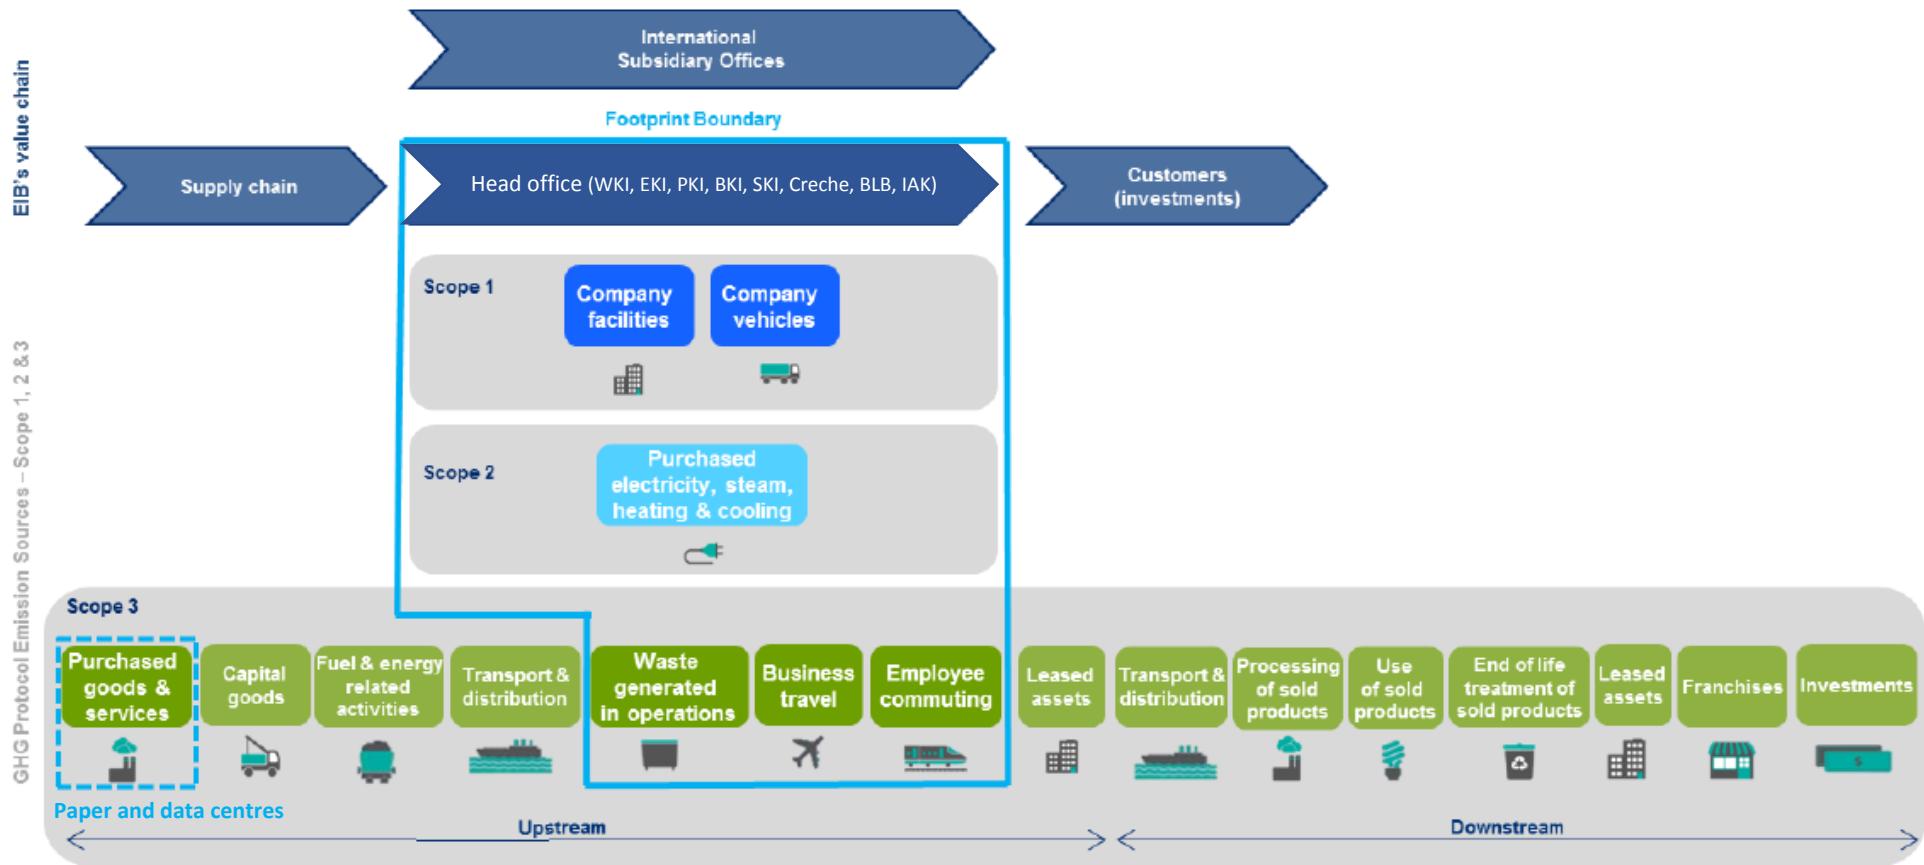 International
Subsidiary Offices
Footprint Boundary
EIB's value chain
Supply chain
Head office (WKI, EKI, PKI, BKI, SKI, Creche, BLB, IAK)
Customers
(investments)
GHG Protocol Emission Sources – Scope 1, 2 & 3
Scope 1
Company
facilities
Company
vehicles
Scope 2
Purchased
electricity, steam,
heating & cooling
Scope 3
Purchased
goods &
services
Capital
goods
Fuel & energy
related
activities
Transport &
distribution
Waste
generated
in operations
Business
travel
Employee
commuting
Leased
assets
Transport &
distribution
Processing
of sold
products
Use
of sold
products
End of life
treatment of
sold products
Leased
assets
Franchises
Investments
$
Paper and data centres
Upstream
Downstream